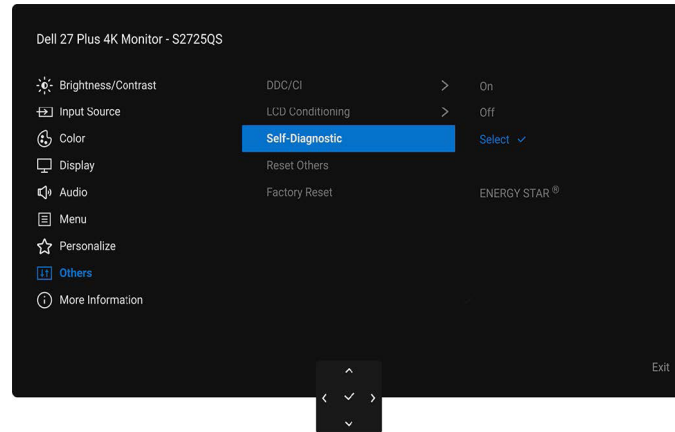 Dell 27 Plus 4K Monitor - S2725QS
Brightness/Contrast
Input Source
Color
Display
Audio
Menu
Personalize
Others
More Information
DDC/CI > On
LCD Conditioning > Off
Self-Diagnostic Select ✓
Reset Others
Factory Reset ENERGY STAR ®
Exit